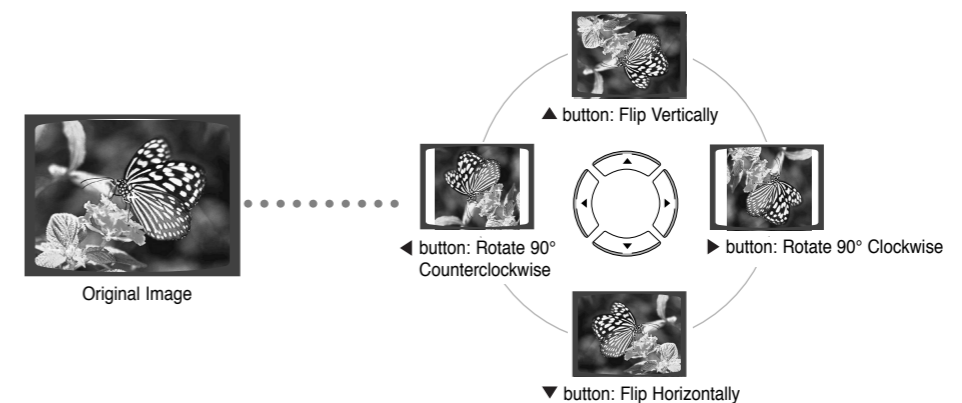 ▲ button: Flip Vertically
◀ button: Rotate 90°
Counterclockwise
▶ button: Rotate 90° Clockwise
Original Image
▼ button: Flip Horizontally